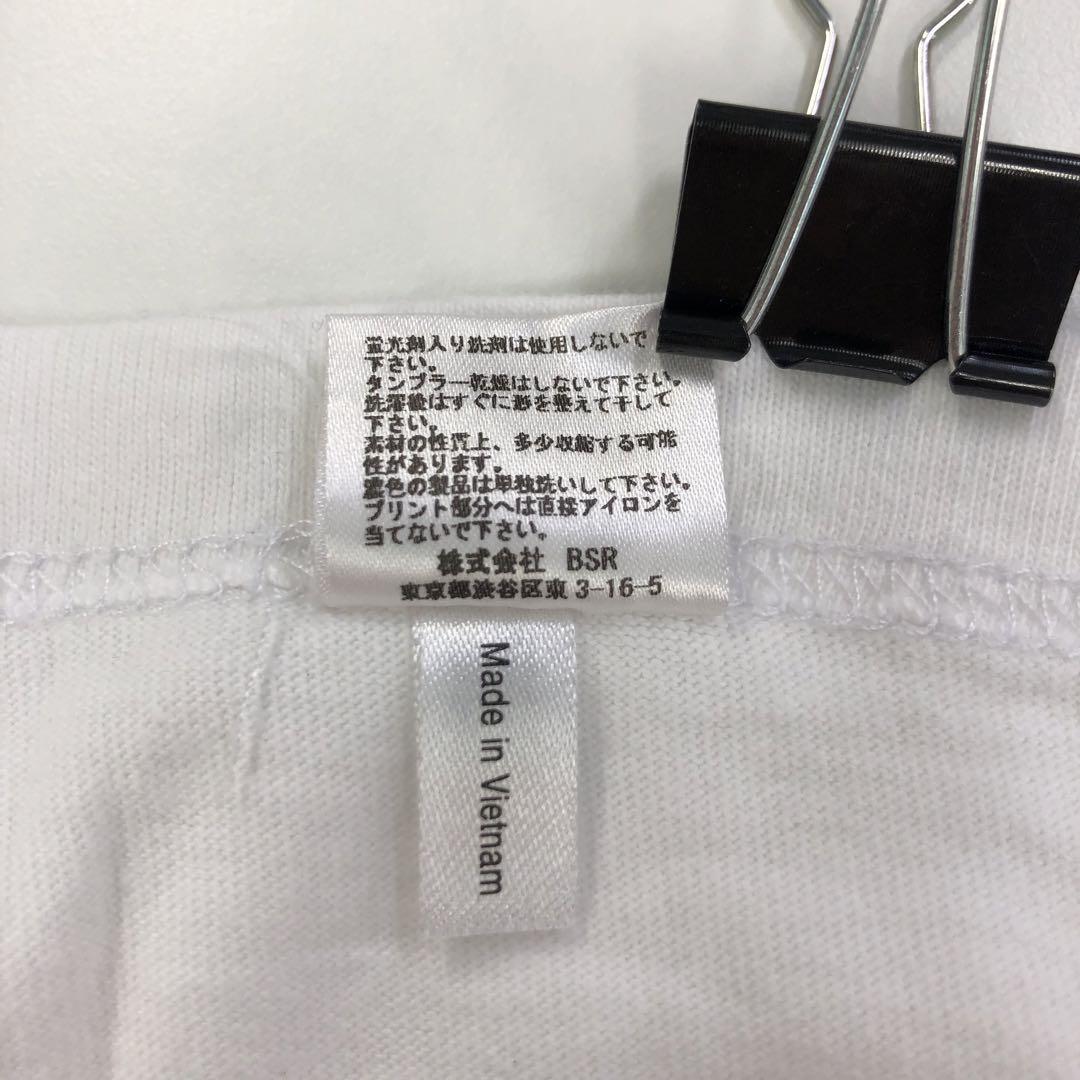 蛍光剤入り洗剤は使用しないで
下さい。
タンブラー乾燥はしないで下さい。
洗濯後はすぐに形を整えて干して
下さい。
素材の性質上、多少収縮する可能
性があります。
濃色の製品は単独洗いして下さい。
プリント部分へは直接アイロンを
当てないで下さい。
株式会社 BSR
東京都渋谷区東3-16-5
Made in Vietnam